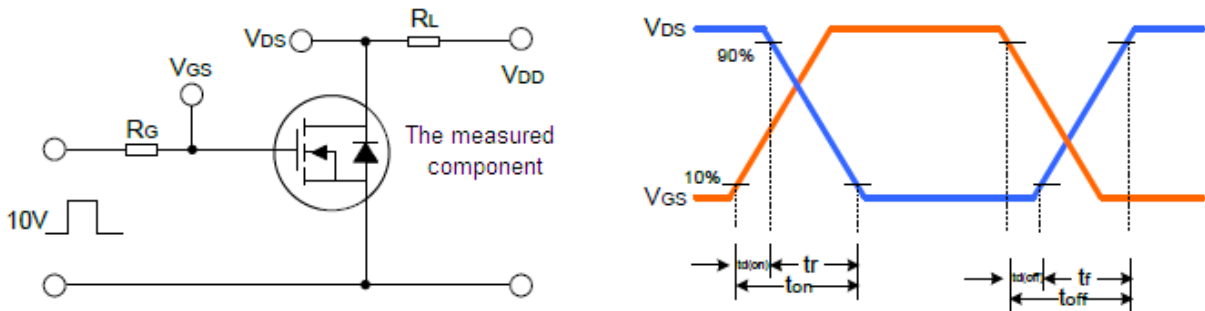 RL
VDS
VDD
VGS
RG
The measured
component
10V
VDS
90%
10%
VGS
td(on)
tr
ton
td(off)
tf
toff